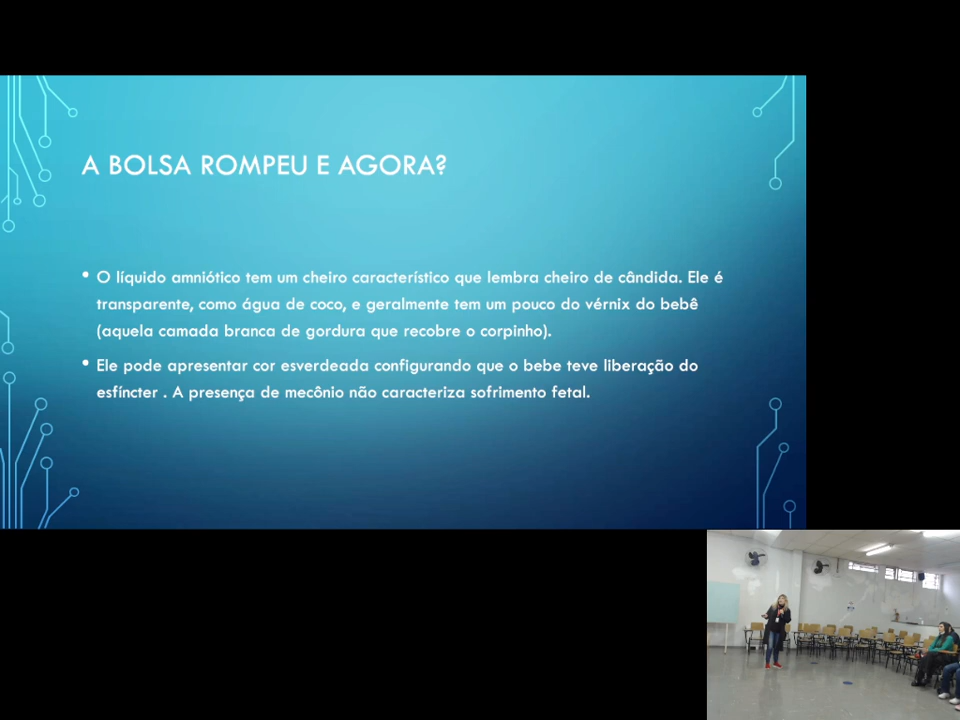 A BOLSA ROMPEU E AGORA?
• O líquido amniótico tem um cheiro característico que lembra cheiro de cândida. Ele é
transparente, como água de coco, e geralmente tem um pouco do vérnix do bebê
(aquela camada branca de gordura que recobre o corpinho).
• Ele pode apresentar cor esverdeada configurando que o bebe teve liberação do
esfíncter . A presença de mecônio não caracteriza sofrimento fetal.